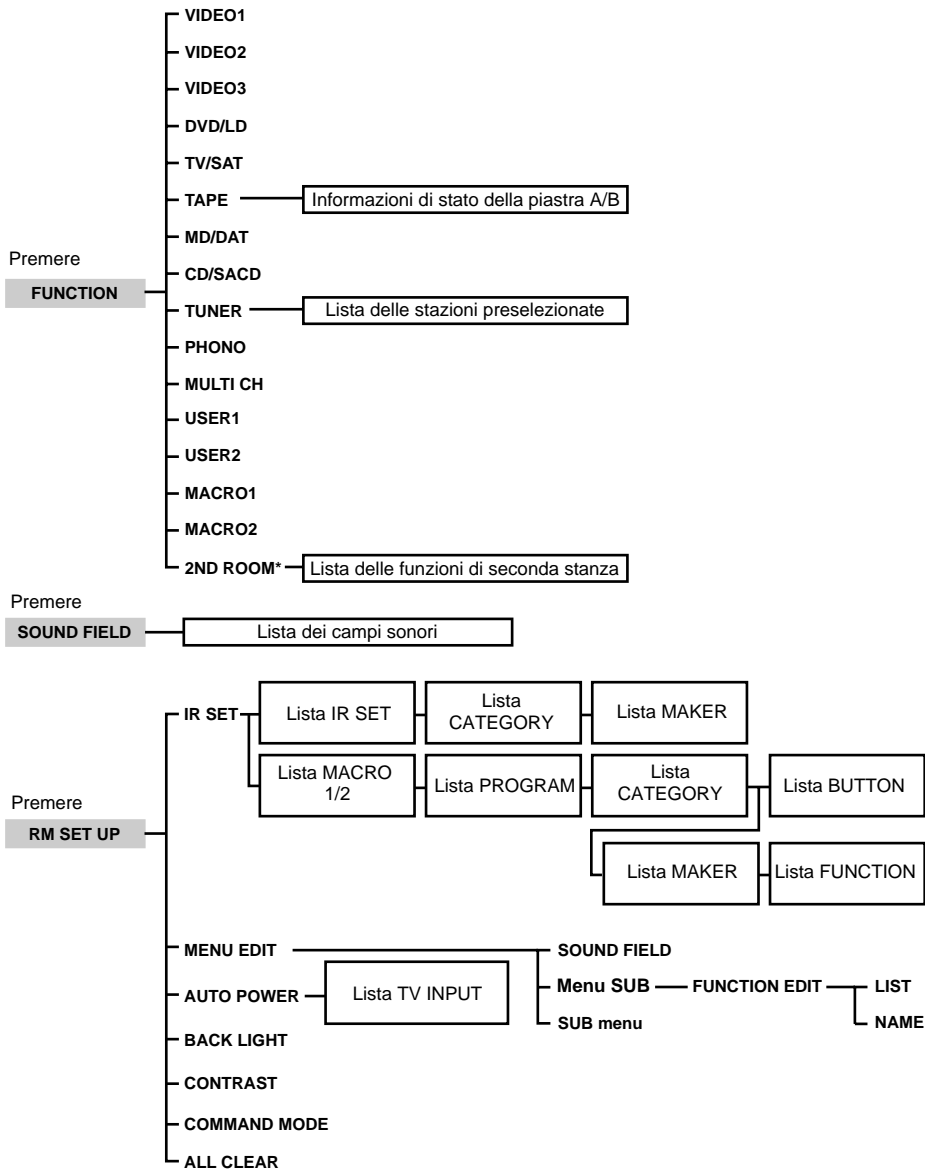 VIDEO1
VIDEO2
VIDEO3
DVD/LD
TV/SAT
TAPE
Informazioni di stato della piastra A/B
MD/DAT
Premere
FUNCTION
CD/SACD
TUNER
Lista delle stazioni preselezionate
PHONO
MULTI CH
USER1
USER2
MACRO1
MACRO2
2ND ROOM*
Lista delle funzioni di seconda stanza
Premere
SOUND FIELD
Lista dei campi sonori
Premere
RM SET UP
IR SET
Lista IR SET
Lista
CATEGORY
Lista MAKER
Lista MACRO
1/2
Lista PROGRAM
Lista
CATEGORY
Lista BUTTON
Lista MAKER
Lista FUNCTION
MENU EDIT
SOUND FIELD
Menu SUB
FUNCTION EDIT
LIST
NAME
SUB menu
AUTO POWER
Lista TV INPUT
BACK LIGHT
CONTRAST
COMMAND MODE
ALL CLEAR